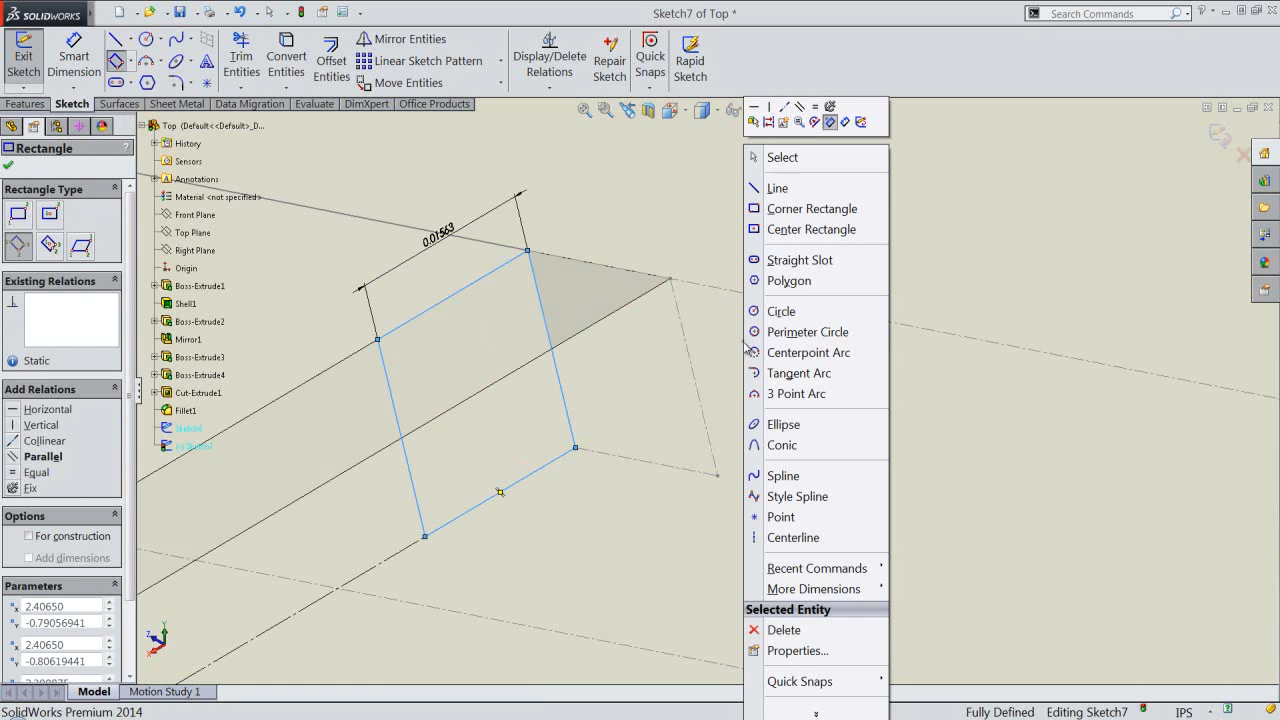 SOLIDWORKS
Sketch7 of Top *
Search Commands
Exit Sketch
Smart Dimension
Trim Entities
Convert Entities
Offset Entities
Mirror Entities
Linear Sketch Pattern
Move Entities
Display/Delete Relations
Repair Sketch
Quick Snaps
Rapid Sketch
Features
Sketch
Surfaces
Sheet Metal
Data Migration
Evaluate
DimXpert
Office Products
Rectangle
Rectangle Type
Existing Relations
Static
Add Relations
Horizontal
Vertical
Collinear
Parallel
Equal
Fix
Options
For construction
Add dimensions
Parameters
2.40650
-0.79056941
2.40650
-0.80619441
Top (Default<<Default>_D...
History
Sensors
Annotations
Material <not specified>
Front Plane
Top Plane
Right Plane
Origin
Boss-Extrude1
Shell1
Boss-Extrude2
Mirror1
Boss-Extrude3
Boss-Extrude4
Cut-Extrude1
Fillet1
Sketch6
(-) Sketch7
0.01563
Select
Line
Corner Rectangle
Center Rectangle
Straight Slot
Polygon
Circle
Perimeter Circle
Centerpoint Arc
Tangent Arc
3 Point Arc
Ellipse
Conic
Spline
Style Spline
Point
Centerline
Recent Commands
More Dimensions
Selected Entity
Delete
Properties...
Quick Snaps
Y
Z
X
Model
Motion Study 1
SolidWorks Premium 2014
Fully Defined
Editing Sketch7
IPS